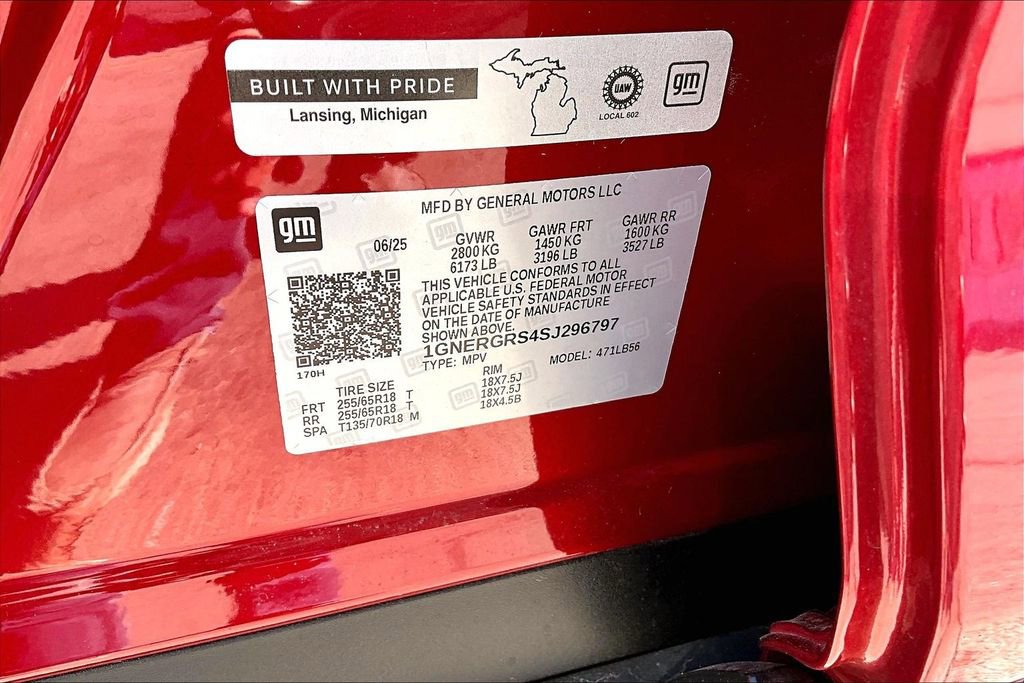 BUILT WITH PRIDE
Lansing, Michigan
UAW
LOCAL 602
gm
gm
MFD BY GENERAL MOTORS LLC
06/25
GVWR GAWR FRT GAWR RR
2800 KG 1450 KG 1600 KG
6173 LB 3196 LB 3527 LB
THIS VEHICLE CONFORMS TO ALL
APPLICABLE U.S. FEDERAL MOTOR
VEHICLE SAFETY STANDARDS IN EFFECT
ON THE DATE OF MANUFACTURE
SHOWN ABOVE.
1GNERGRS4SJ296797
TYPE: MPV MODEL: 471LB56
170H
TIRE SIZE RIM
FRT 255/65R18 T 18X7.5J
RR 255/65R18 T 18X7.5J
SPA T135/70R18 M 18X4.5B